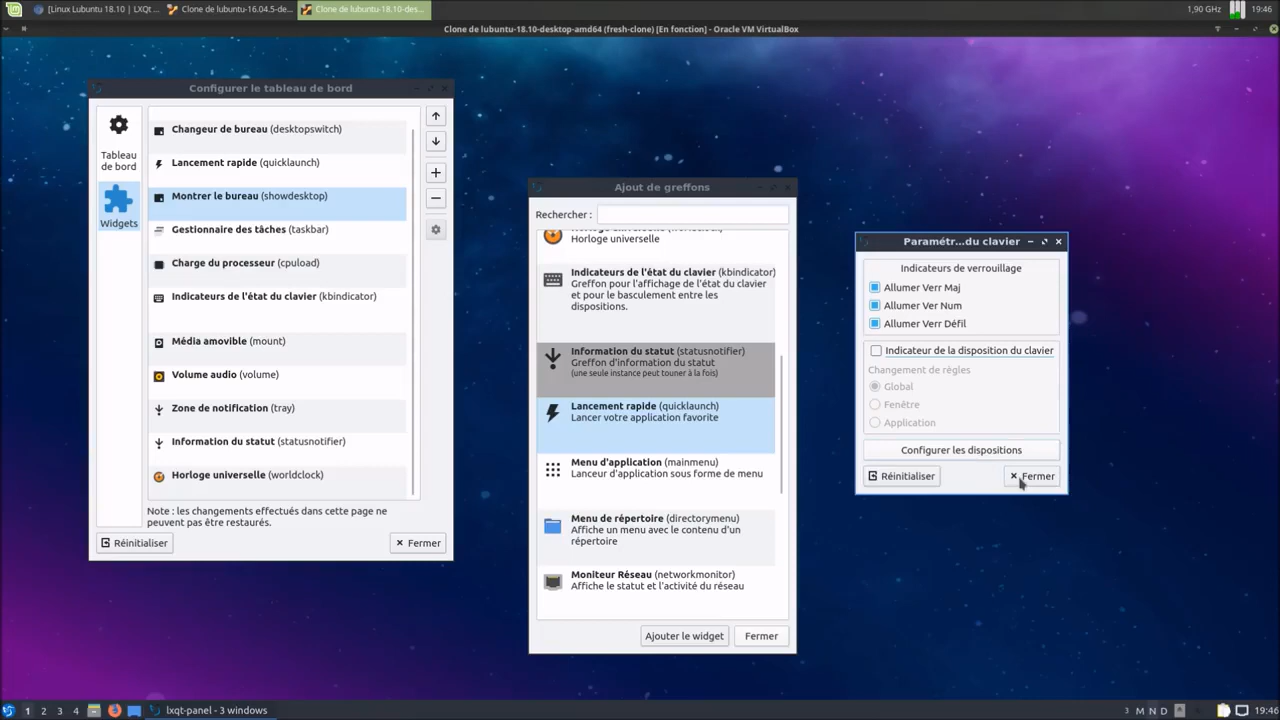 [Linux Lubuntu 18.10 | LXQt ...
Clone de lubuntu-16.04.5-de...
Clone de lubuntu-18.10-des...
1,90 GHz
19:46
Clone de lubuntu-18.10-desktop-amd64 (fresh-clone) [En fonction] - Oracle VM VirtualBox
Configurer le tableau de bord
Tableau
de bord
Widgets
Changeur de bureau (desktopswitch)
Lancement rapide (quicklaunch)
Montrer le bureau (showdesktop)
Gestionnaire des tâches (taskbar)
Charge du processeur (cpuload)
Indicateurs de l'état du clavier (kbindicator)
Média amovible (mount)
Volume audio (volume)
Zone de notification (tray)
Information du statut (statusnotifier)
Horloge universelle (worldclock)
Note : les changements effectués dans cette page ne
peuvent pas être restaurés.
Réinitialiser
Fermer
Ajout de greffons
Rechercher :
Horloge universelle (worldclock)
Horloge universelle
Indicateurs de l'état du clavier (kbindicator)
Greffon pour l'affichage de l'état du clavier
et pour le basculement entre les
dispositions.
Information du statut (statusnotifier)
Greffon d'information du statut
(une seule instance peut touner à la fois)
Lancement rapide (quicklaunch)
Lancer votre application favorite
Menu d'application (mainmenu)
Lanceur d'application sous forme de menu
Menu de répertoire (directorymenu)
Affiche un menu avec le contenu d'un
répertoire
Moniteur Réseau (networkmonitor)
Affiche le statut et l'activité du réseau
Ajouter le widget
Fermer
Paramétr...du clavier
Indicateurs de verrouillage
Allumer Verr Maj
Allumer Ver Num
Allumer Verr Défil
Indicateur de la disposition du clavier
Changement de règles
Global
Fenêtre
Application
Configurer les dispositions
Réinitialiser
Fermer
1 2 3 4
lxqt-panel - 3 windows
3 M N D
19:46